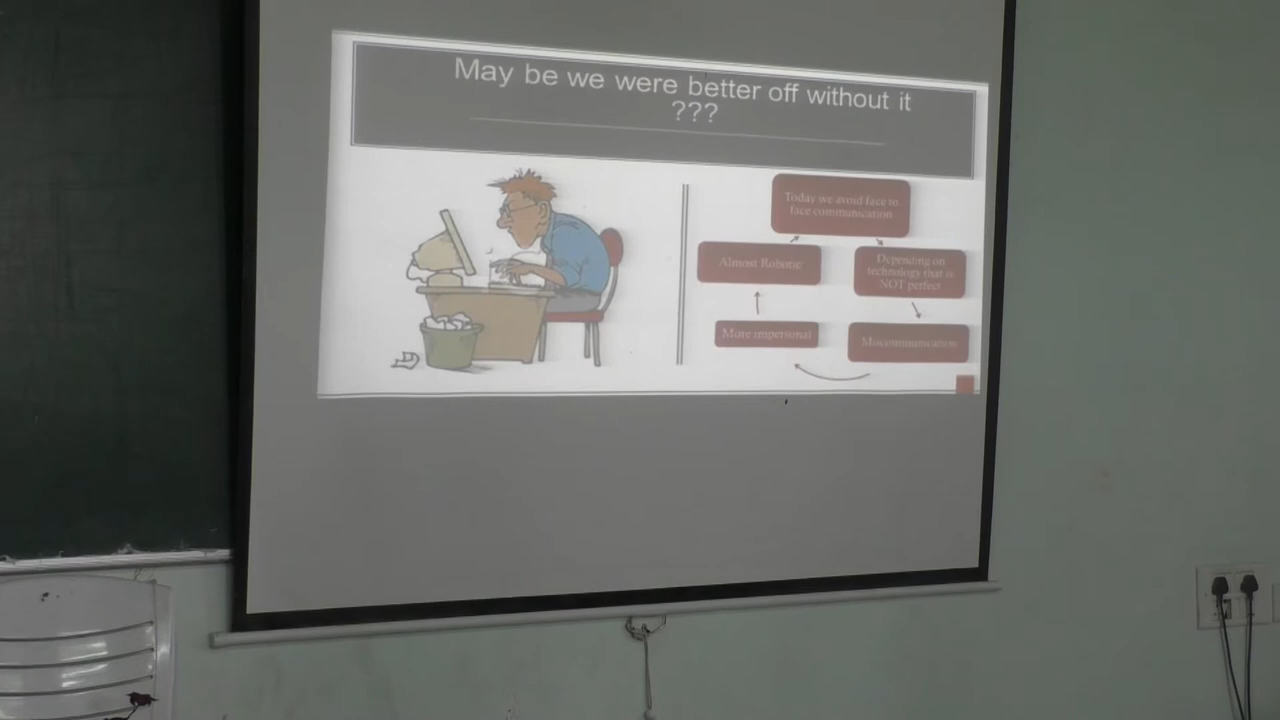 May be we were better off without it
???
Today we avoid face to
face communication
Almost Robotic
Depending on
technology that is
NOT perfect
More impersonal
Miscommunication